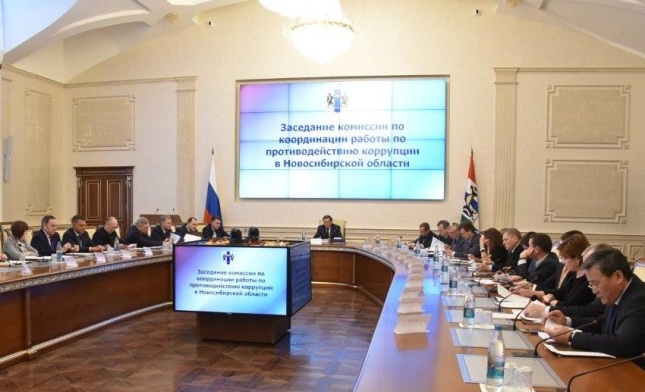 Заседание комиссии по
координации работы по
противодействию коррупции
в Новосибирской области
Заседание комиссии по
координации работы по
противодействию коррупции
в Новосибирской области